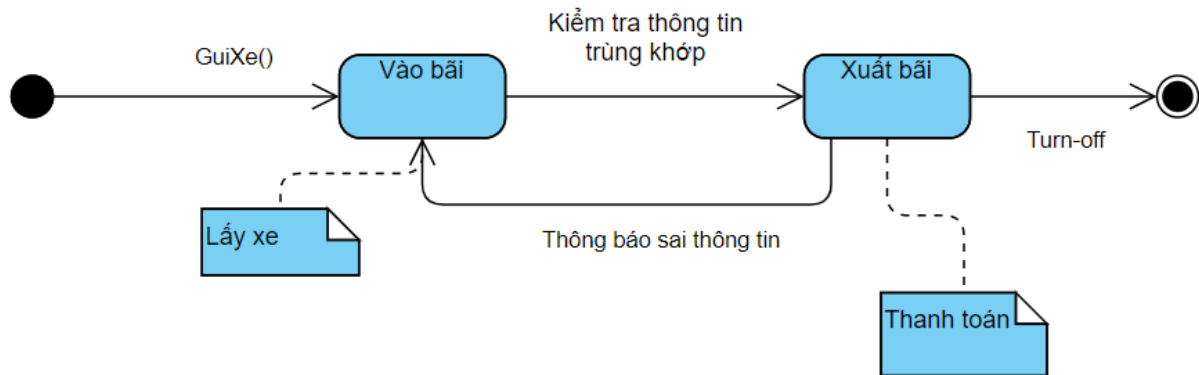 Kiểm tra thông tin
trùng khớp
GuiXe()
Vào bãi
Xuất bãi
Turn-off
Lấy xe
Thông báo sai thông tin
Thanh toán